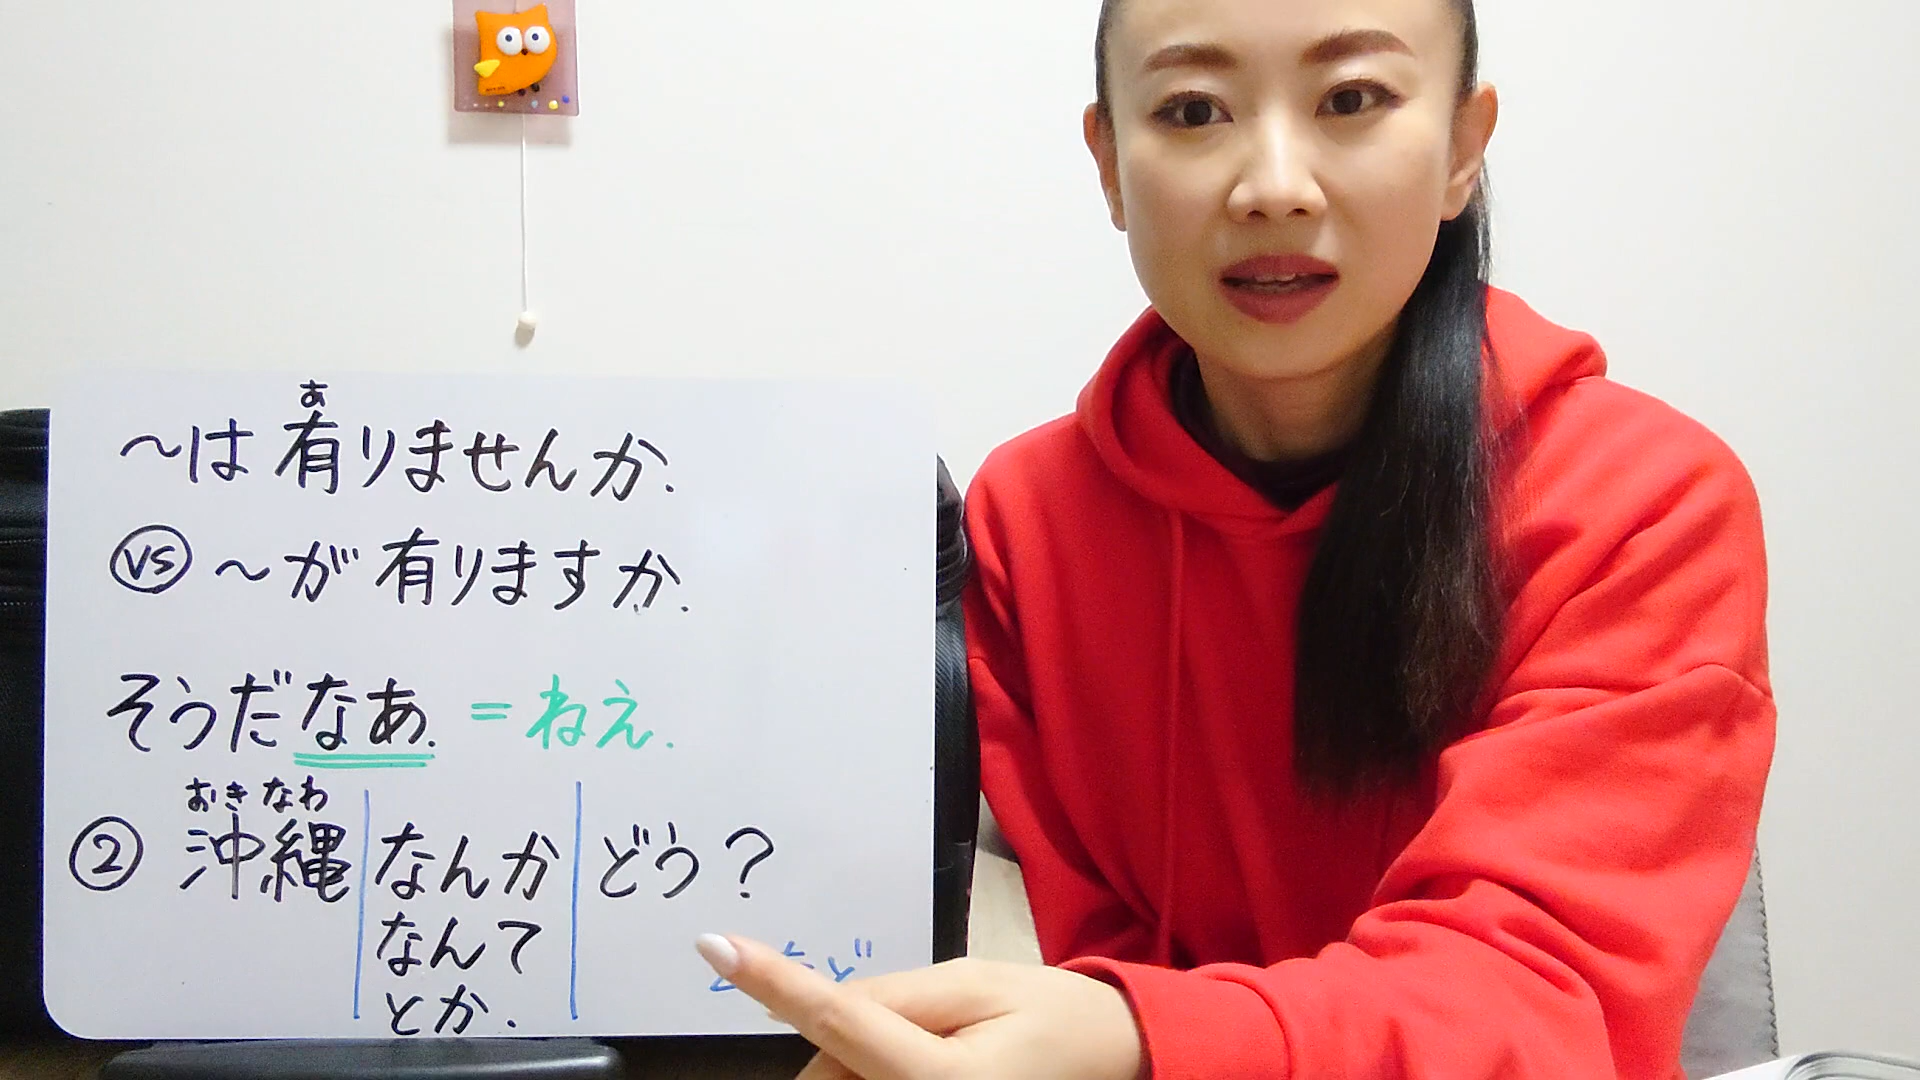 あ
～は有りませんか.
vs ～が有りますか.
そうだなあ. = ねえ.
おきなわ
② 沖縄 なんか どう？
なんて
とか.
など